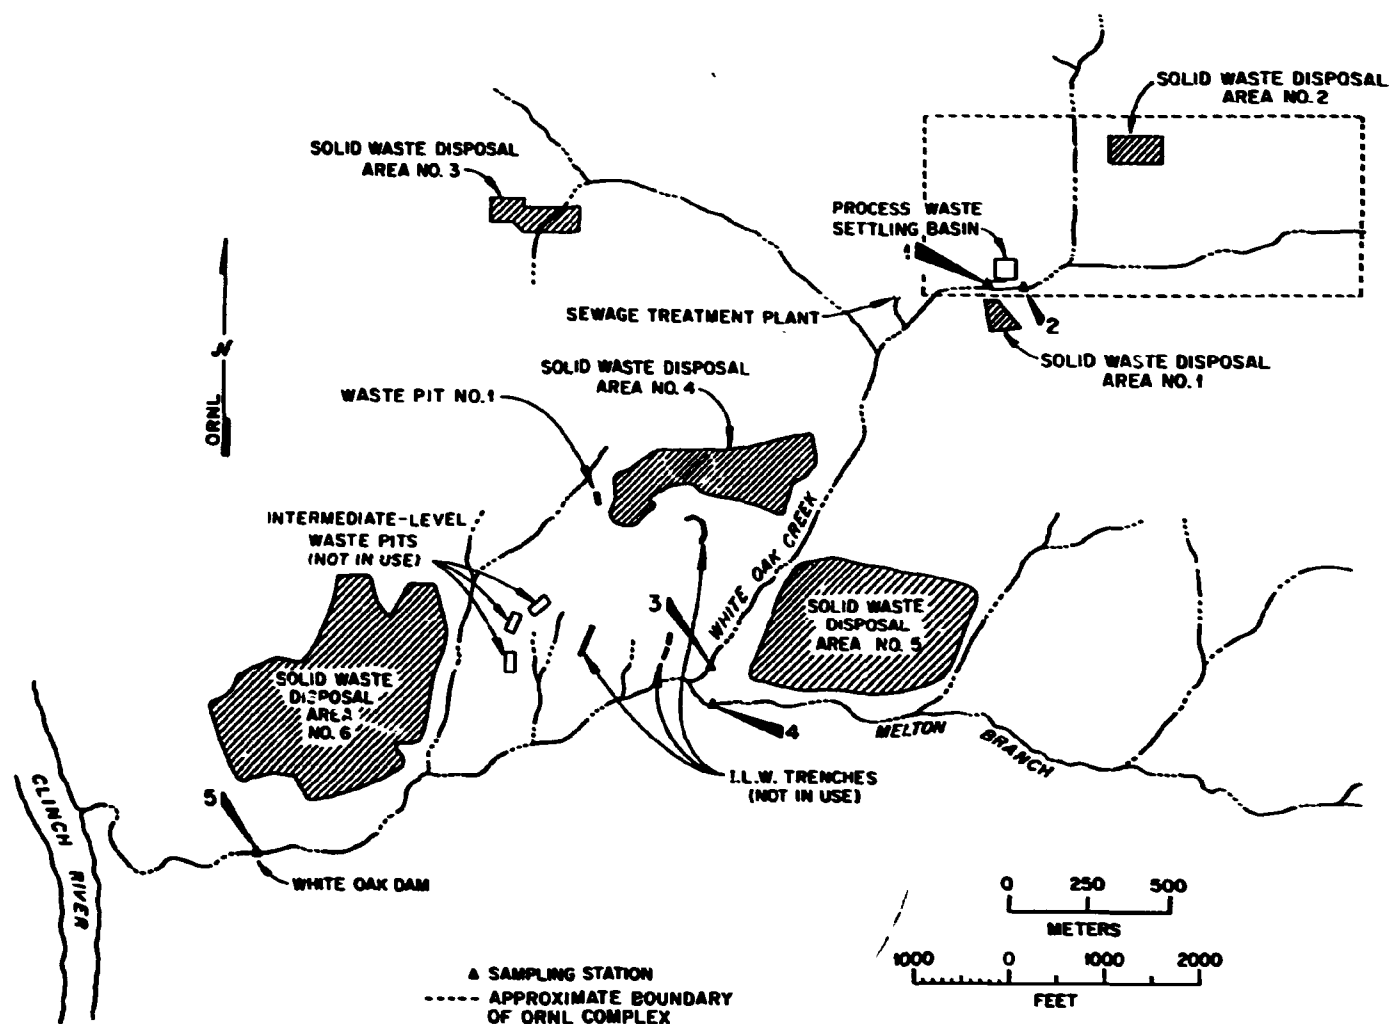 SOLID WASTE DISPOSAL
AREA NO. 2
SOLID WASTE DISPOSAL
AREA NO. 3
PROCESS WASTE
SETTLING BASIN
1
2
SEWAGE TREATMENT PLANT
SOLID WASTE DISPOSAL
AREA NO. 1
N
ORNL
SOLID WASTE DISPOSAL
AREA NO. 4
WASTE PIT NO. 1
INTERMEDIATE-LEVEL
WASTE PITS
(NOT IN USE)
WHITE OAK CREEK
3
SOLID WASTE
DISPOSAL
AREA NO. 5
SOLID WASTE
DISPOSAL
AREA
NO. 6
4
MELTON
BRANCH
I.L.W. TRENCHES
(NOT IN USE)
5
CLINCH RIVER
WHITE OAK DAM
0 250 500
METERS
1000 0 1000 2000
FEET
SAMPLING STATION
APPROXIMATE BOUNDARY
OF ORNL COMPLEX